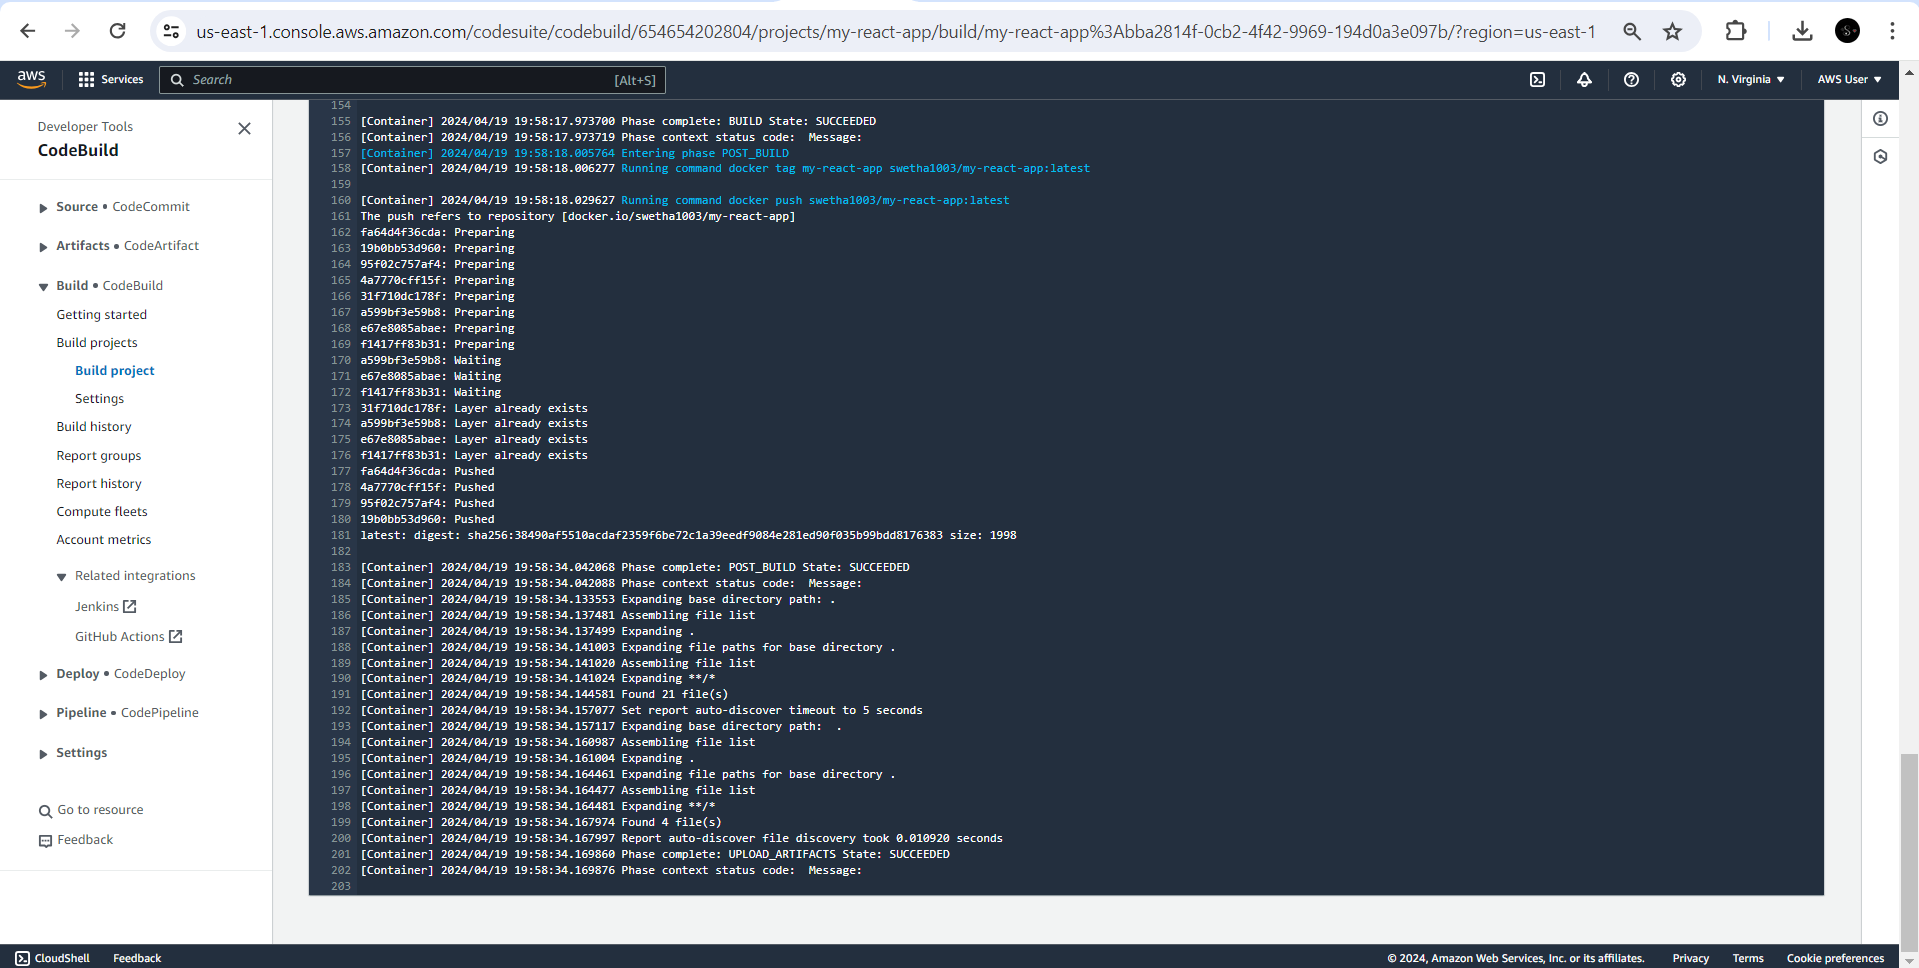 us-east-1.console.aws.amazon.com/codesuite/codebuild/654654202804/projects/my-react-app/build/my-react-app%3Abba2814f-0cb2-4f42-9969-194d0a3e097b/?region=us-east-1
aws Services Search [Alt+S] N. Virginia AWS User
Developer Tools
CodeBuild
Source • CodeCommit
Artifacts • CodeArtifact
Build • CodeBuild
Getting started
Build projects
Build project
Settings
Build history
Report groups
Report history
Compute fleets
Account metrics
Related integrations
Jenkins
GitHub Actions
Deploy • CodeDeploy
Pipeline • CodePipeline
Settings
Go to resource
Feedback
154
155 [Container] 2024/04/19 19:58:17.973700 Phase complete: BUILD State: SUCCEEDED
156 [Container] 2024/04/19 19:58:17.973719 Phase context status code:  Message:
157 [Container] 2024/04/19 19:58:18.005764 Entering phase POST_BUILD
158 [Container] 2024/04/19 19:58:18.006277 Running command docker tag my-react-app swetha1003/my-react-app:latest
159
160 [Container] 2024/04/19 19:58:18.029627 Running command docker push swetha1003/my-react-app:latest
161 The push refers to repository [docker.io/swetha1003/my-react-app]
162 fa64d4f36cda: Preparing
163 19b0bb53d960: Preparing
164 95f02c757af4: Preparing
165 4a7770cff15f: Preparing
166 31f710dc178f: Preparing
167 a599bf3e59b8: Preparing
168 e67e8085abae: Preparing
169 f1417ff83b31: Preparing
170 a599bf3e59b8: Waiting
171 e67e8085abae: Waiting
172 f1417ff83b31: Waiting
173 31f710dc178f: Layer already exists
174 a599bf3e59b8: Layer already exists
175 e67e8085abae: Layer already exists
176 f1417ff83b31: Layer already exists
177 fa64d4f36cda: Pushed
178 4a7770cff15f: Pushed
179 95f02c757af4: Pushed
180 19b0bb53d960: Pushed
181 latest: digest: sha256:38490af5510acdaf2359f6be72c1a39eedf9084e281ed90f035b99bdd8176383 size: 1998
182
183 [Container] 2024/04/19 19:58:34.042068 Phase complete: POST_BUILD State: SUCCEEDED
184 [Container] 2024/04/19 19:58:34.042088 Phase context status code:  Message:
185 [Container] 2024/04/19 19:58:34.133553 Expanding base directory path: .
186 [Container] 2024/04/19 19:58:34.137481 Assembling file list
187 [Container] 2024/04/19 19:58:34.137499 Expanding .
188 [Container] 2024/04/19 19:58:34.141003 Expanding file paths for base directory .
189 [Container] 2024/04/19 19:58:34.141020 Assembling file list
190 [Container] 2024/04/19 19:58:34.141024 Expanding **/*
191 [Container] 2024/04/19 19:58:34.144581 Found 21 file(s)
192 [Container] 2024/04/19 19:58:34.157077 Set report auto-discover timeout to 5 seconds
193 [Container] 2024/04/19 19:58:34.157117 Expanding base directory path:  .
194 [Container] 2024/04/19 19:58:34.160987 Assembling file list
195 [Container] 2024/04/19 19:58:34.161004 Expanding .
196 [Container] 2024/04/19 19:58:34.164461 Expanding file paths for base directory .
197 [Container] 2024/04/19 19:58:34.164477 Assembling file list
198 [Container] 2024/04/19 19:58:34.164481 Expanding **/*
199 [Container] 2024/04/19 19:58:34.167974 Found 4 file(s)
200 [Container] 2024/04/19 19:58:34.167997 Report auto-discover file discovery took 0.010920 seconds
201 [Container] 2024/04/19 19:58:34.169860 Phase complete: UPLOAD_ARTIFACTS State: SUCCEEDED
202 [Container] 2024/04/19 19:58:34.169876 Phase context status code:  Message:
203
CloudShell Feedback © 2024, Amazon Web Services, Inc. or its affiliates. Privacy Terms Cookie preferences